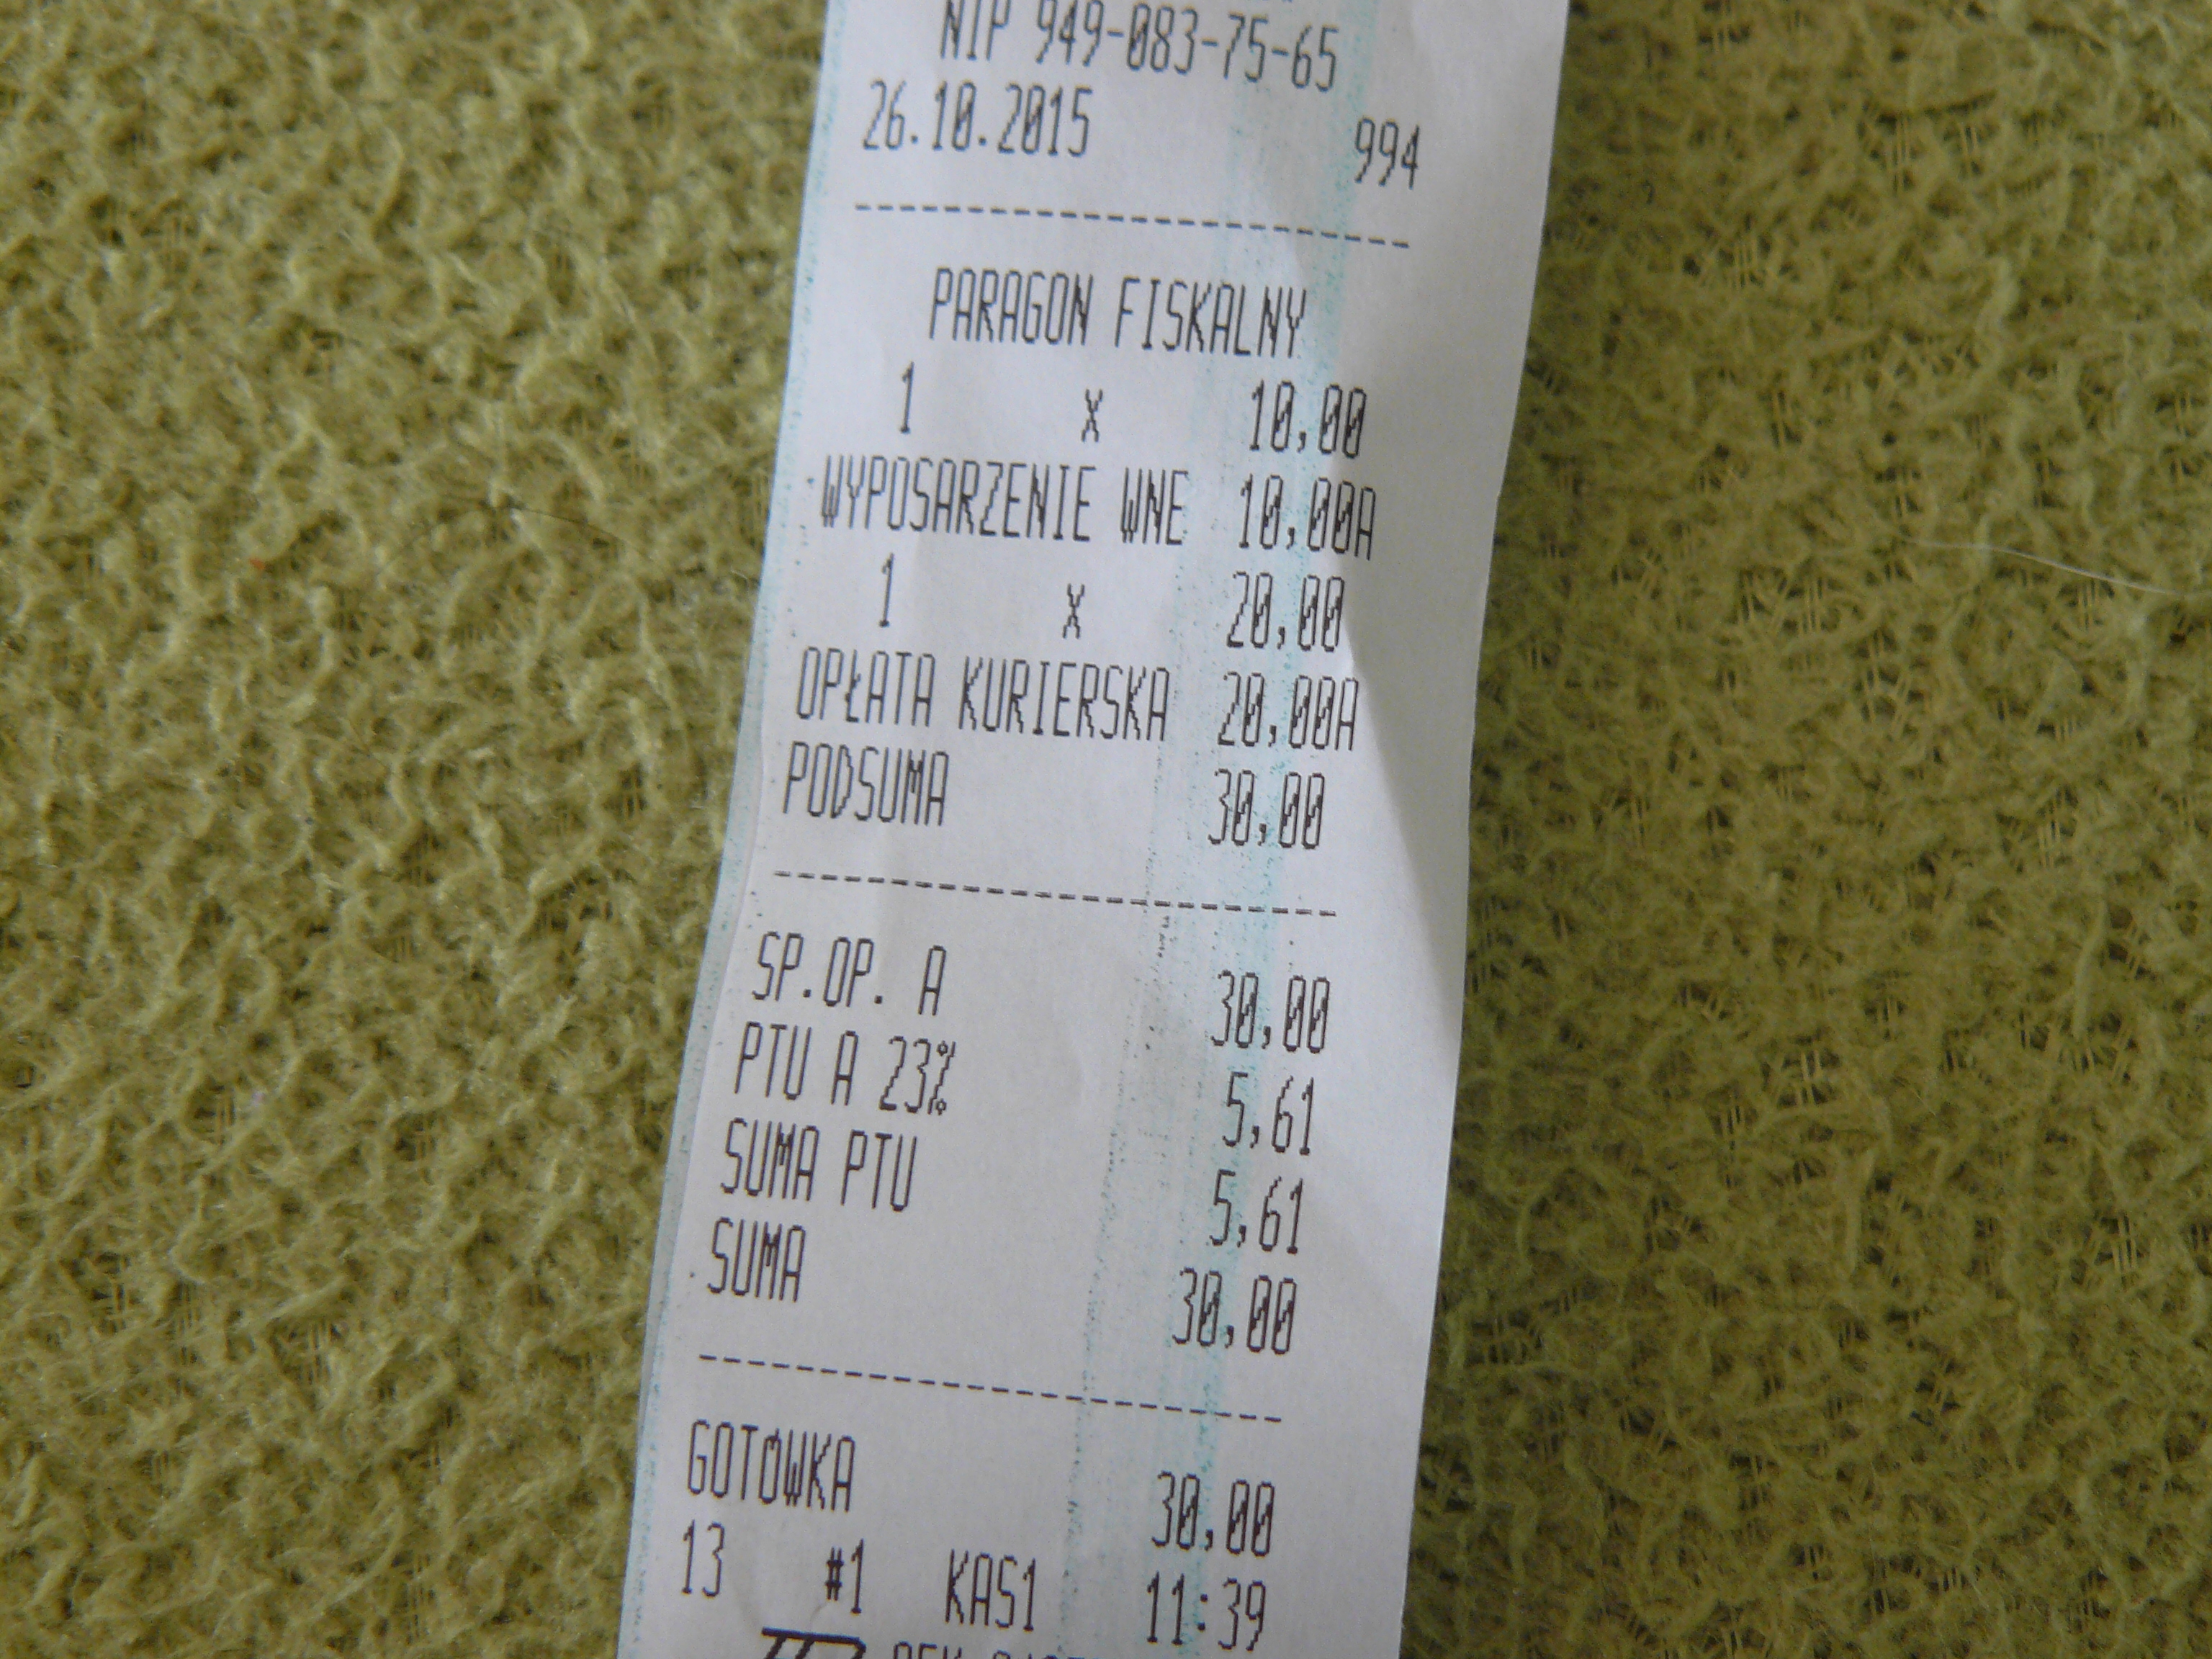 NIP 949-083-75-65
26.10.2015 994
PARAGON FISKALNY
1 x 10,00
WYPOSARZENIE WNE 10,00A
1 x 20,00
OPŁATA KURIERSKA 20,00A
PODSUMA 30,00
SP.OP. A 30,00
PTU A 23% 5,61
SUMA PTU 5,61
SUMA 30,00
GOTÓWKA 30,00
13 #1 KAS1 11:39